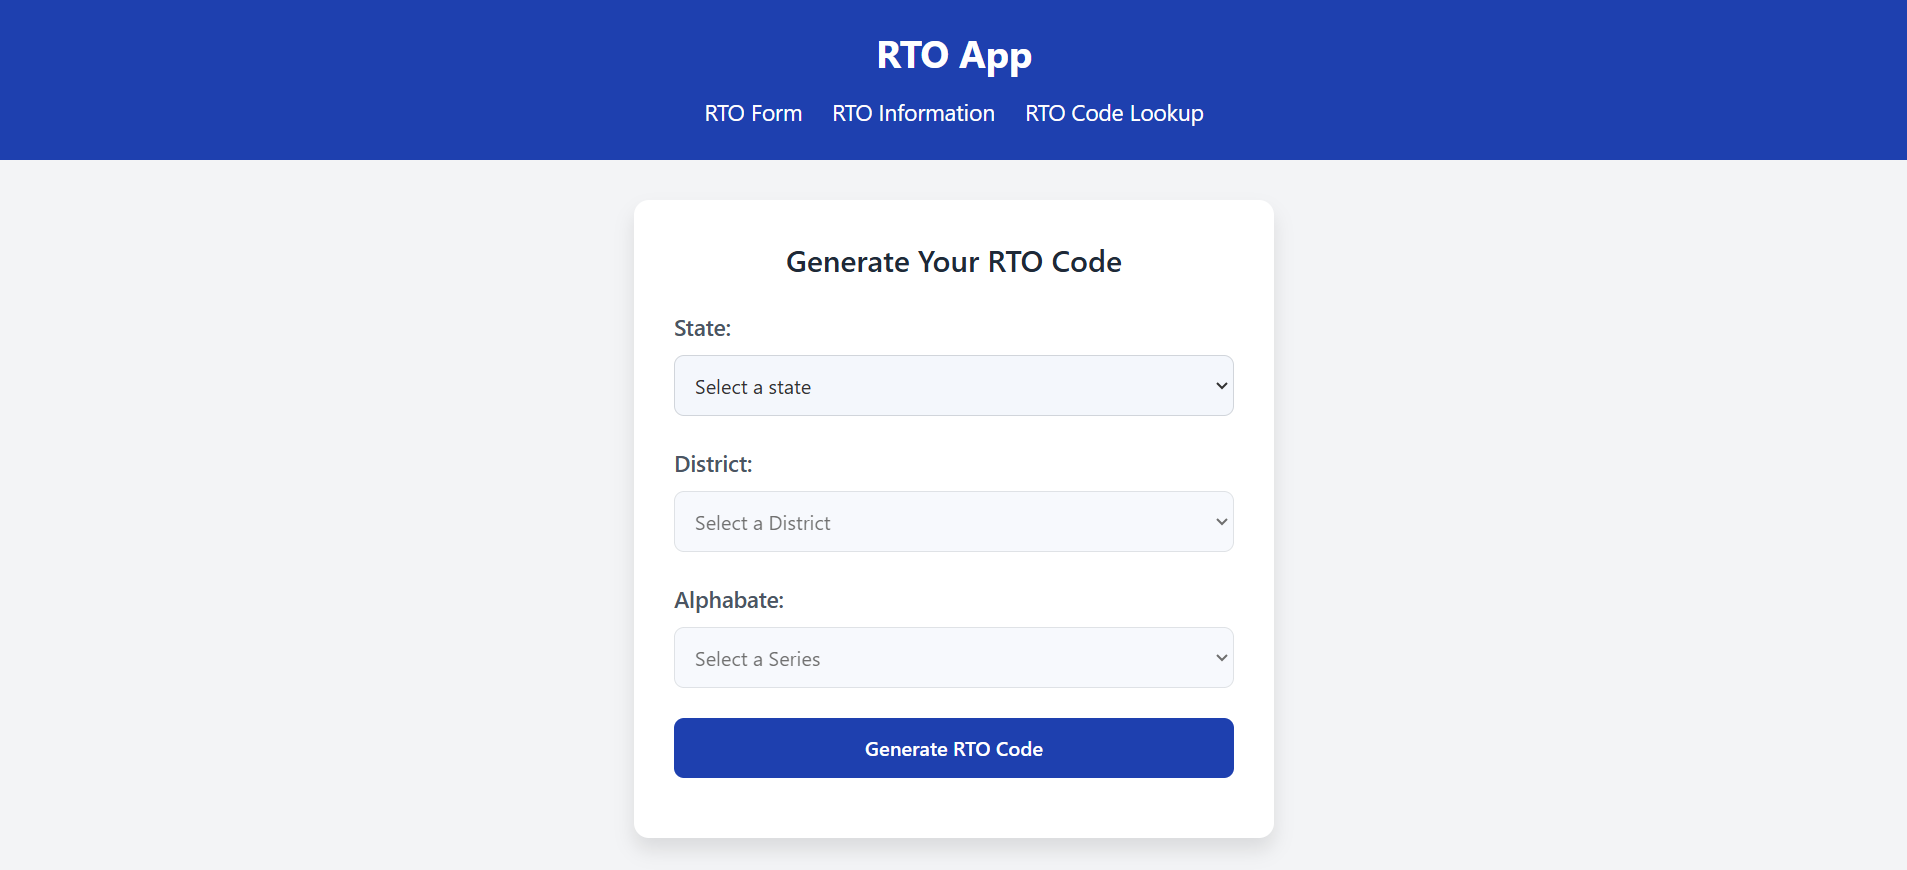 RTO App
RTO Form RTO Information RTO Code Lookup
Generate Your RTO Code
State:
Select a state
District:
Select a District
Alphabate:
Select a Series
Generate RTO Code